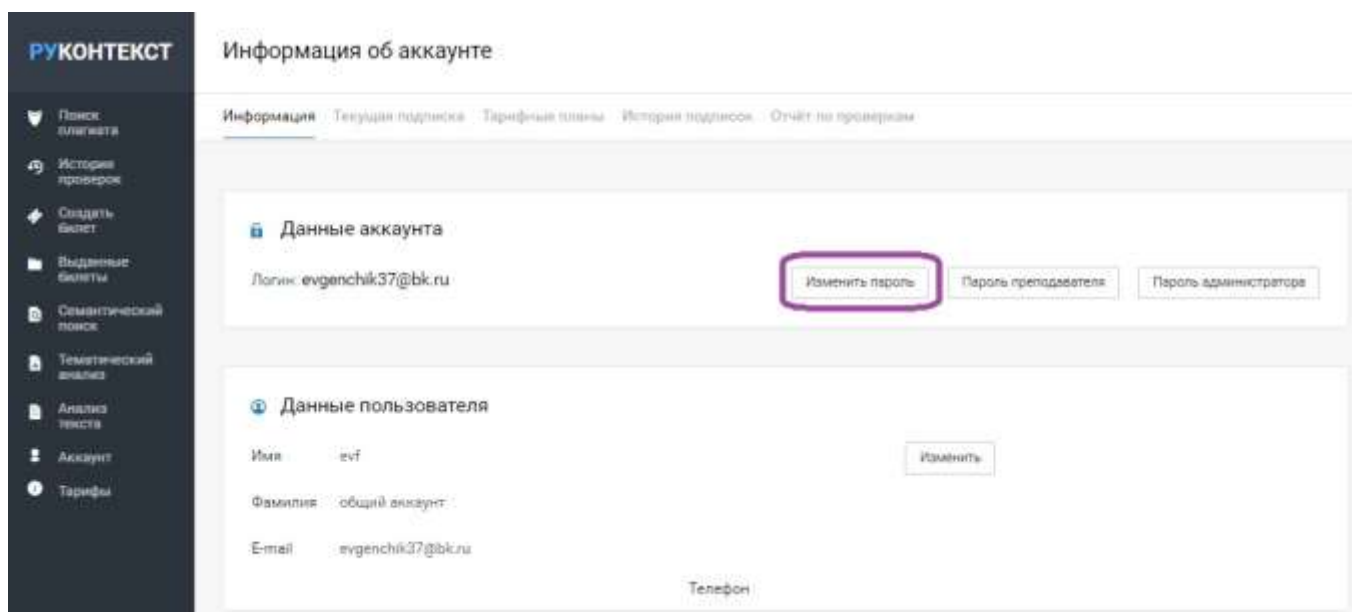 РУКОНТЕКСТ
Информация об аккаунте
Поиск
плагиата
История
проверок
Создать
билет
Выданные
билеты
Семантический
поиск
Тематический
анализ
Анализ
текста
Аккаунт
Тарифы
Информация Текущая подписка Тарифные планы История подписок Отчёт по проверкам
Данные аккаунта
Логин: evgenchik37@bk.ru
Изменить пароль Пароль преподавателя Пароль администратора
Данные пользователя
Имя evf
Изменить
Фамилия общий аккаунт
E-mail evgenchik37@bk.ru
Телефон